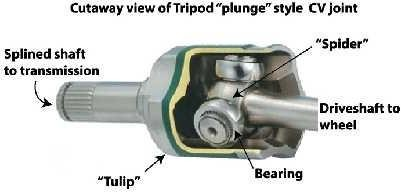 Cutaway view of Tripod “plunge” style CV joint
“Spider”
Splined shaft
to transmission
Driveshaft to
wheel
Bearing
“Tulip”